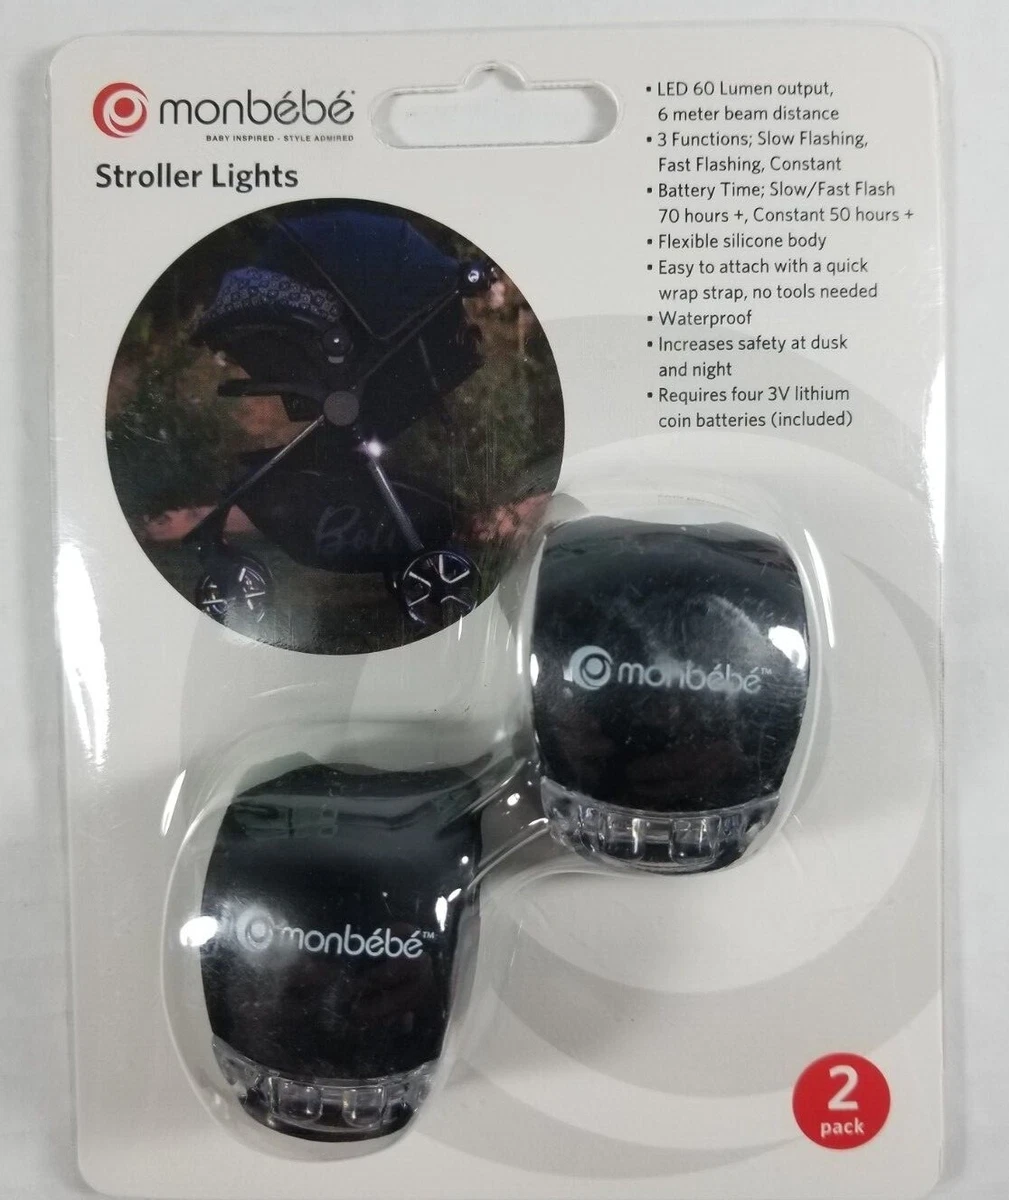 monbébé
BABY INSPIRED - STYLE ADMIRED
Stroller Lights
• LED 60 Lumen output,
6 meter beam distance
• 3 Functions; Slow Flashing,
Fast Flashing, Constant
• Battery Time; Slow/Fast Flash
70 hours +, Constant 50 hours +
• Flexible silicone body
• Easy to attach with a quick
wrap strap, no tools needed
• Waterproof
• Increases safety at dusk
and night
• Requires four 3V lithium
coin batteries (included)
monbébé™
monbébé™
2
pack